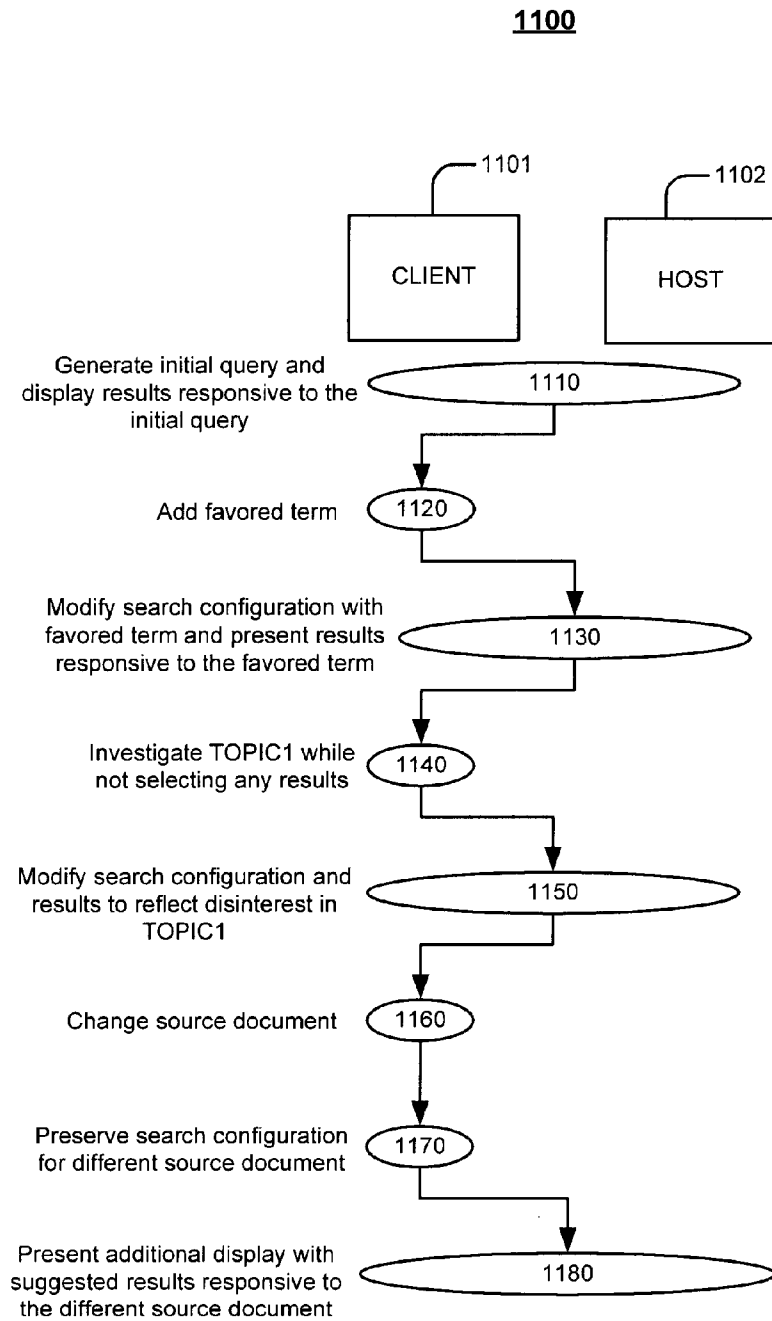 1100
1101
1102
CLIENT
HOST
Generate initial query and
display results responsive to the
initial query
1110
Add favored term
1120
Modify search configuration with
favored term and present results
responsive to the favored term
1130
Investigate TOPIC1 while
not selecting any results
1140
Modify search configuration and
results to reflect disinterest in
TOPIC1
1150
Change source document
1160
Preserve search configuration
for different source document
1170
Present additional display with
suggested results responsive to
the different source document
1180